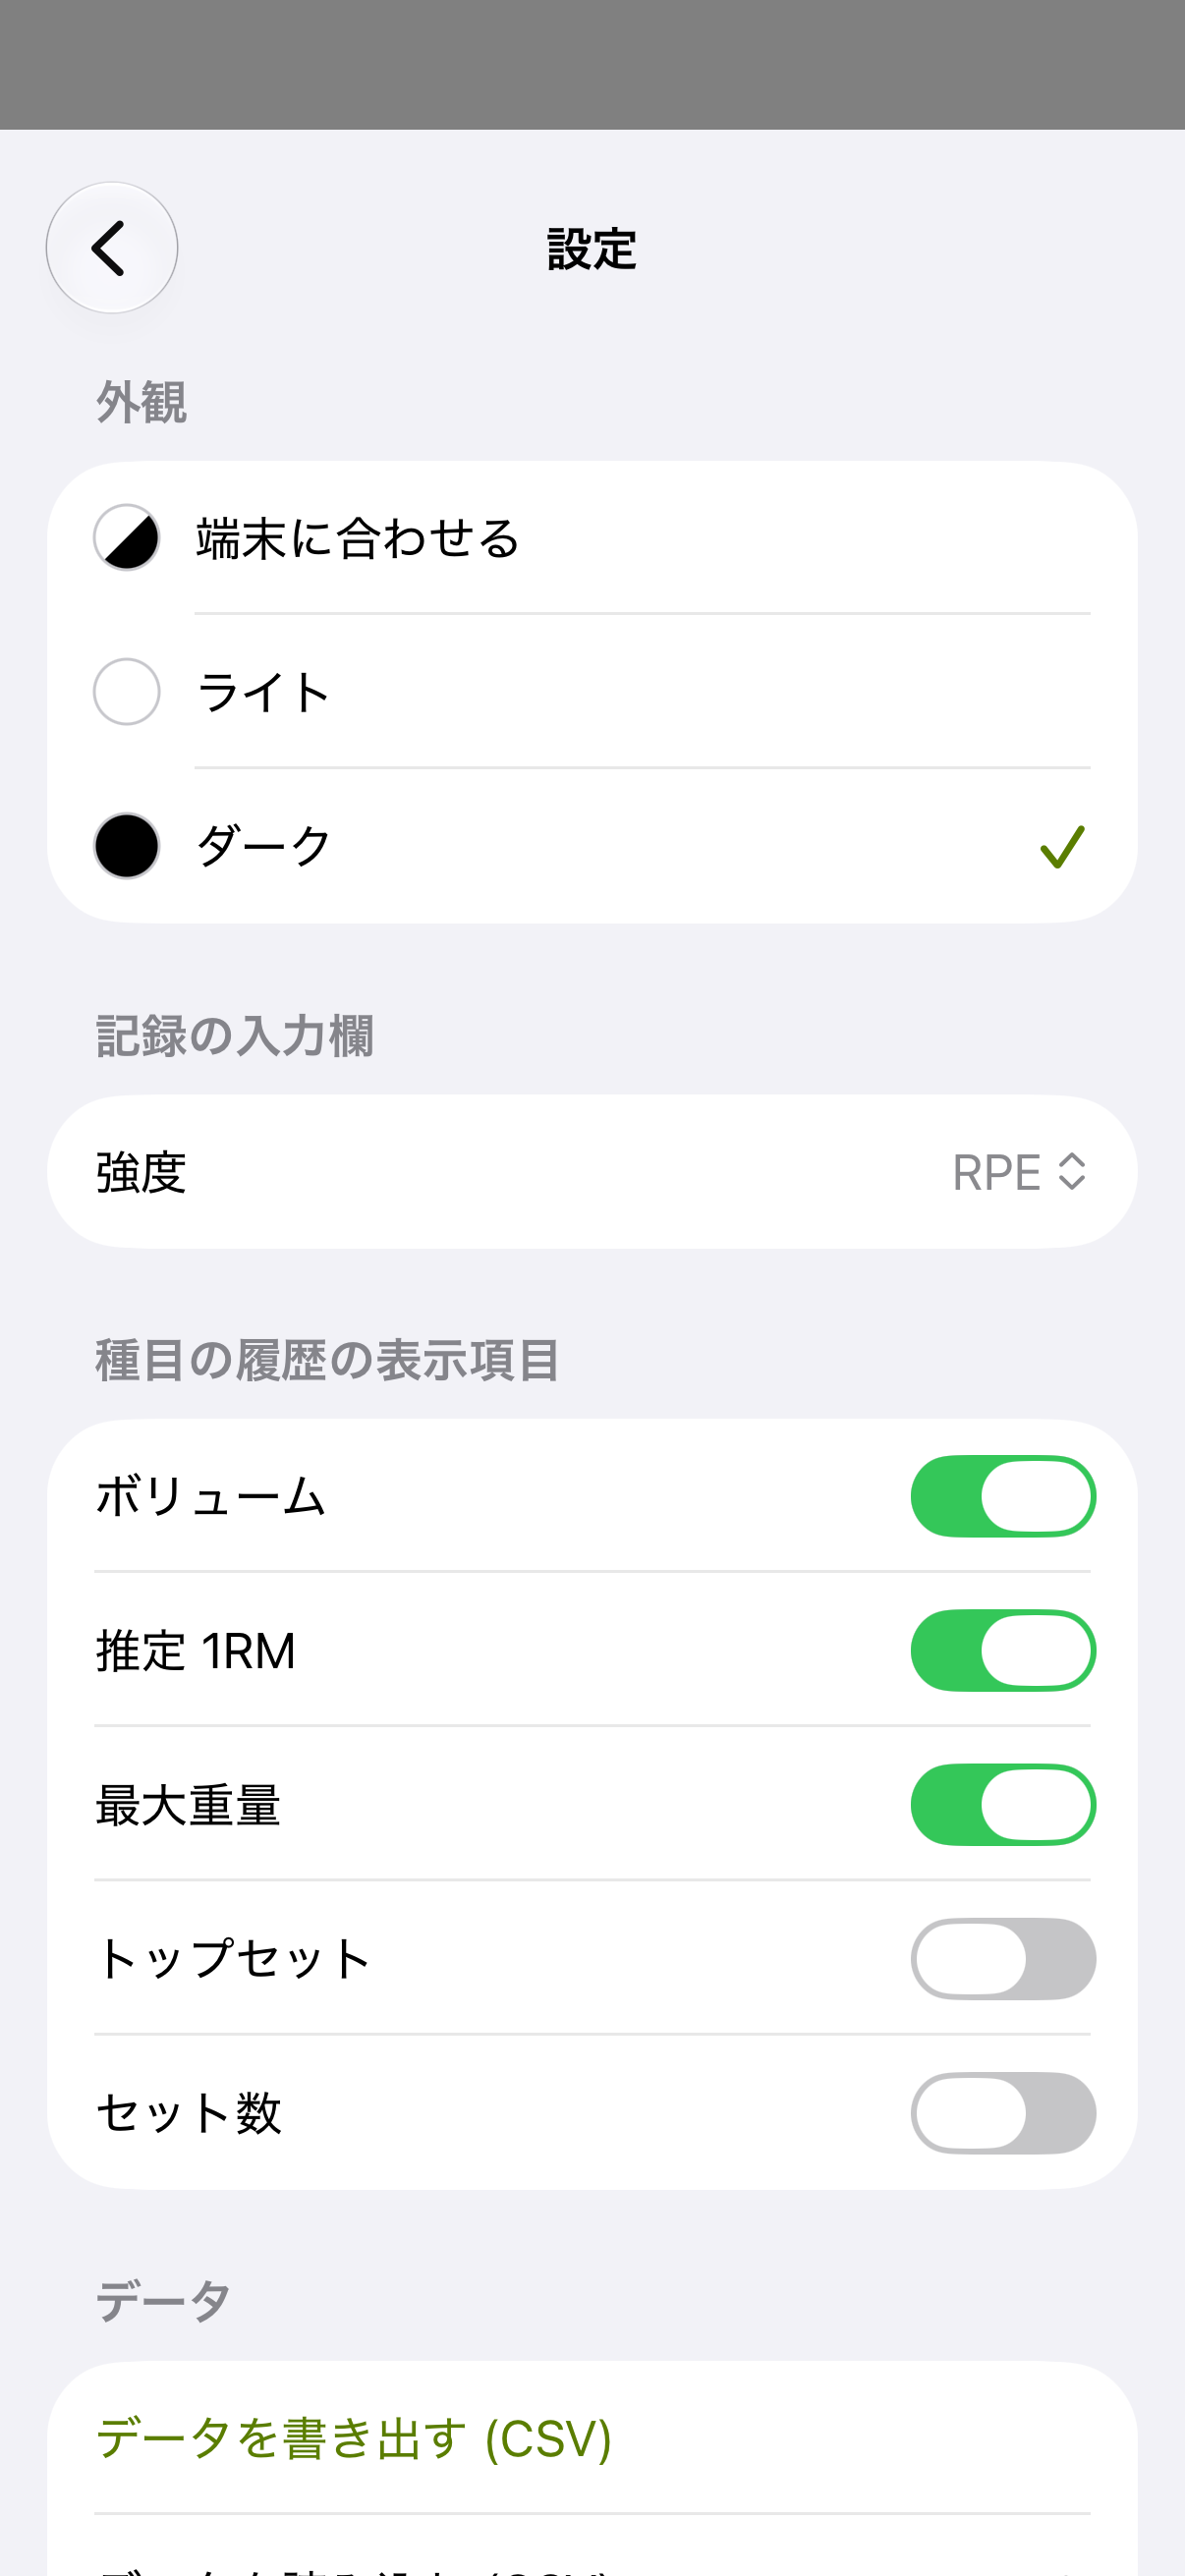 設定
外観
端末に合わせる
ライト
ダーク
記録の入力欄
強度 RPE
種目の履歴の表示項目
ボリューム
推定 1RM
最大重量
トップセット
セット数
データ
データを書き出す (CSV)